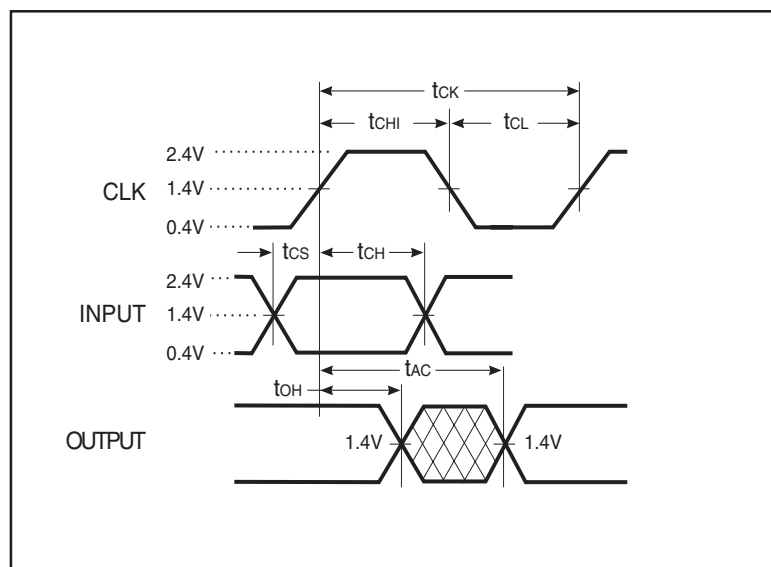 tCK
tCHI tCL
2.4V
CLK 1.4V
0.4V
tCS tCH
2.4V
INPUT 1.4V
0.4V
tAC
tOH
OUTPUT 1.4V 1.4V